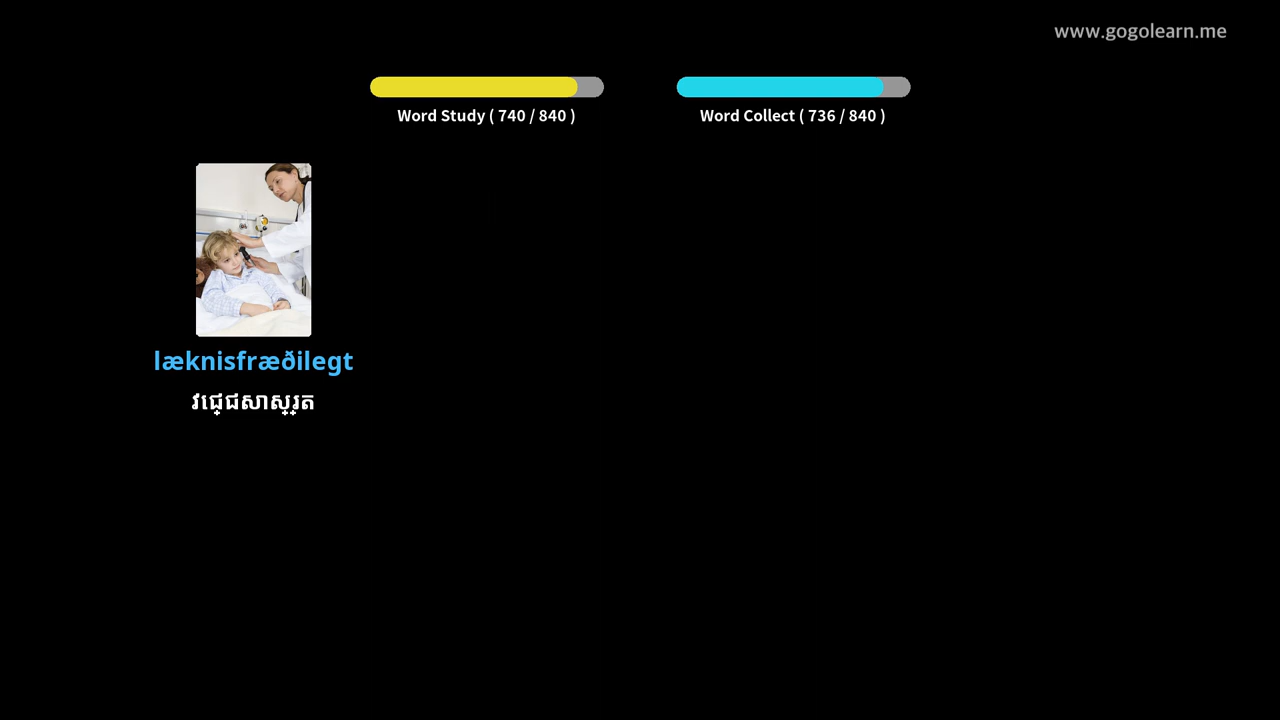 www.gogolearn.me
Word Study ( 740 / 840 )
Word Collect ( 736 / 840 )
læknisfræðilegt
វេជ្ជសាស្ត្រ